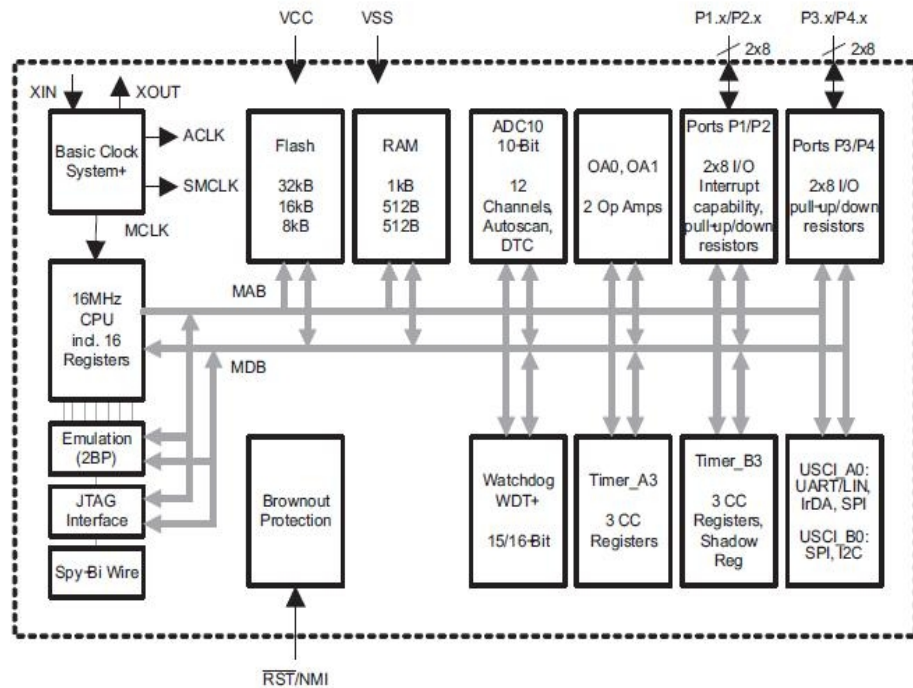 VCC
VSS
P1.x/P2.x
2x8
P3.x/P4.x
2x8
XIN
XOUT
Basic Clock
System+
ACLK
SMCLK
MCLK
Flash
32kB
16kB
8kB
RAM
1kB
512B
512B
ADC10
10-Bit
12
Channels,
Autoscan,
DTC
OA0, OA1
2 Op Amps
Ports P1/P2
2x8 I/O
Interrupt
capability,
pull-up/down
resistors
Ports P3/P4
2x8 I/O
pull-up/down
resistors
16MHz
CPU
incl. 16
Registers
MAB
MDB
Emulation
(2BP)
JTAG
Interface
Spy-Bi Wire
Brownout
Protection
Watchdog
WDT+
15/16-Bit
Timer_A3
3 CC
Registers
Timer_B3
3 CC
Registers,
Shadow
Reg
USCI_A0:
UART/LIN,
IrDA, SPI
USCI_B0:
SPI, I2C
RST/NMI